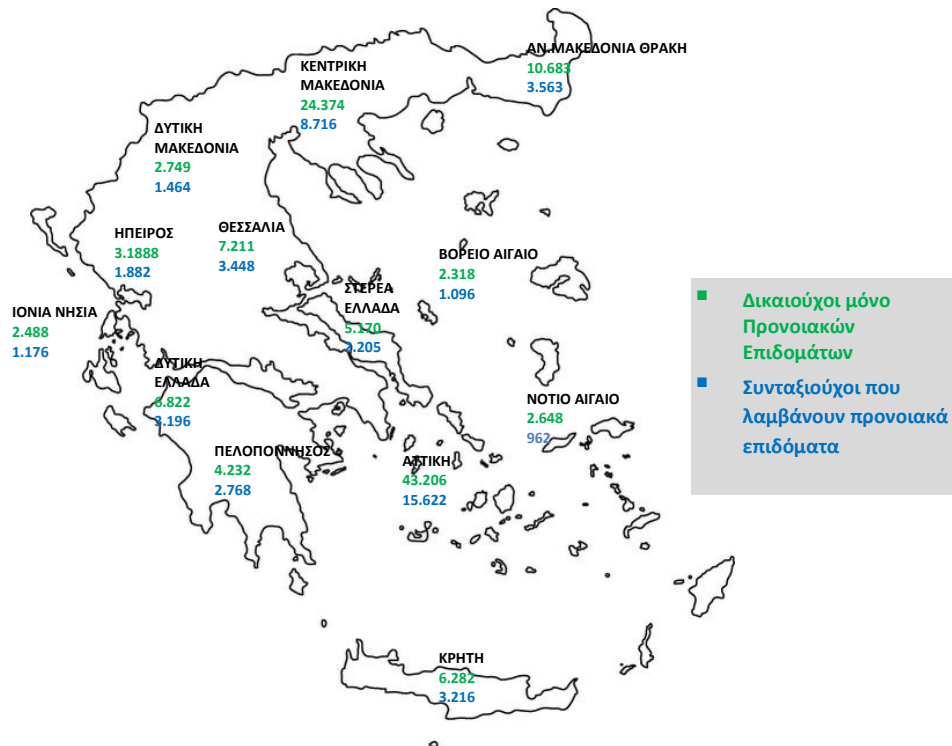 ΑΝ.ΜΑΚΕΔΟΝΙΑ ΘΡΑΚΗ
10.683
3.563
ΚΕΝΤΡΙΚΗ
ΜΑΚΕΔΟΝΙΑ
24.374
8.716
ΔΥΤΙΚΗ
ΜΑΚΕΔΟΝΙΑ
2.749
1.464
ΗΠΕΙΡΟΣ
3.1888
1.882
ΘΕΣΣΑΛΙΑ
7.211
3.448
ΒΟΡΕΙΟ ΑΙΓΑΙΟ
2.318
1.096
ΣΤΕΡΕΑ
ΕΛΛΑΔΑ
5.170
2.205
ΙΟΝΙΑ ΝΗΣΙΑ
2.488
1.176
ΔΥΤΙΚΗ
ΕΛΛΑΔΑ
6.822
3.196
ΝΟΤΙΟ ΑΙΓΑΙΟ
2.648
962
ΠΕΛΟΠΟΝΝΗΣΟΣ
4.232
2.768
ΑΤΤΙΚΗ
43.206
15.622
ΚΡΗΤΗ
6.282
3.216
Δικαιούχοι μόνο
Προνοιακών
Επιδομάτων
Συνταξιούχοι που
λαμβάνουν προνοιακά
επιδόματα